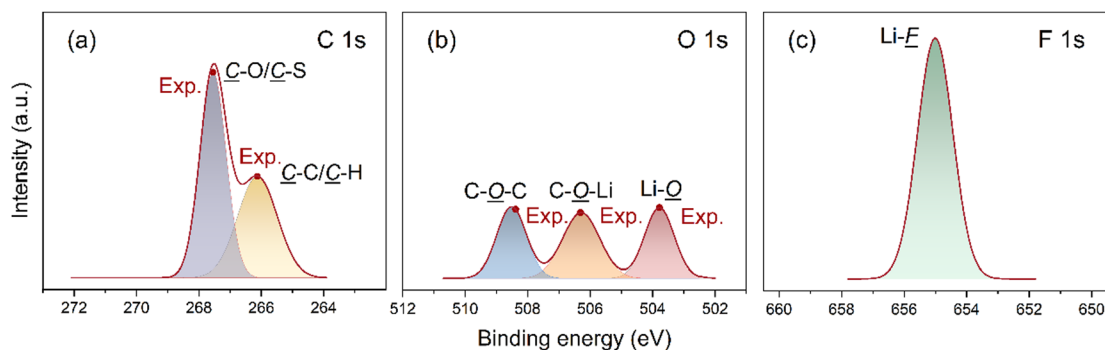 (a)
C 1s
C-O/C-S
Exp.
Exp.
C-C/C-H
272
270
268
266
264
(b)
O 1s
C-O-C
C-O-Li
Li-O
Exp.
Exp.
Exp.
510
508
506
504
502
(c)
F 1s
Li-F
660
658
656
654
652
650
Intensity (a.u.)
Binding energy (eV)